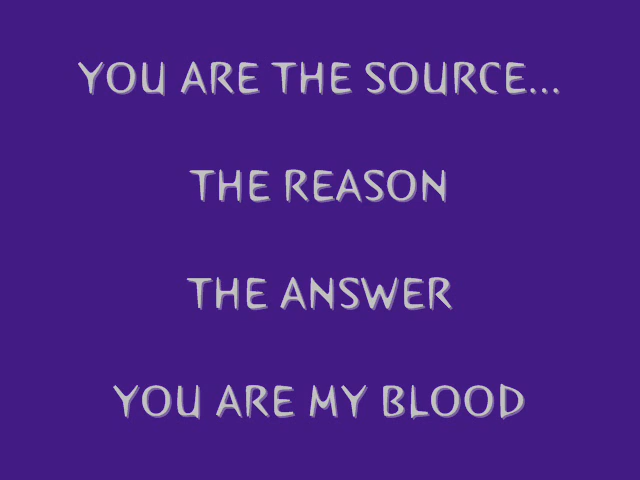 YOU ARE THE SOURCE...
THE REASON
THE ANSWER
YOU ARE MY BLOOD